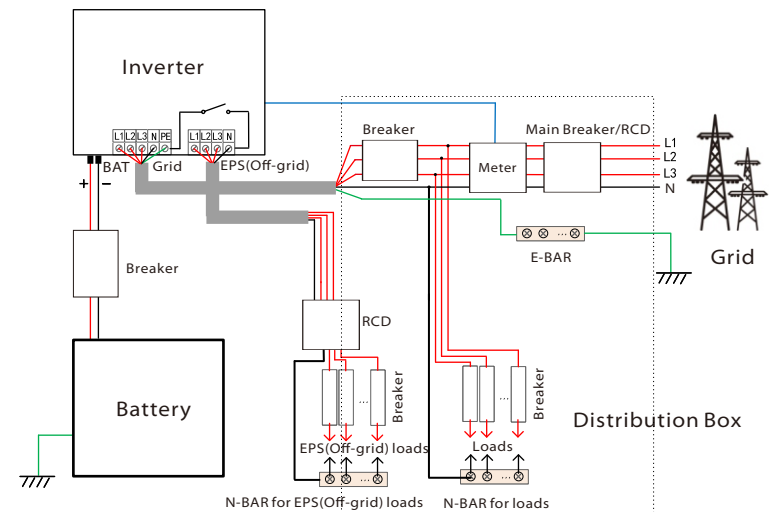 Inverter
L1 L2 L3 N PE
L1 L2 L3 N
BAT
Grid
EPS(Off-grid)
+
−
Breaker
Battery
Breaker
Main Breaker/RCD
Meter
L1
L2
L3
N
Grid
...
E-BAR
RCD
...
Breaker
EPS(Off-grid) loads
...
N-BAR for EPS(Off-grid) loads
...
Breaker
Loads
...
N-BAR for loads
Distribution Box